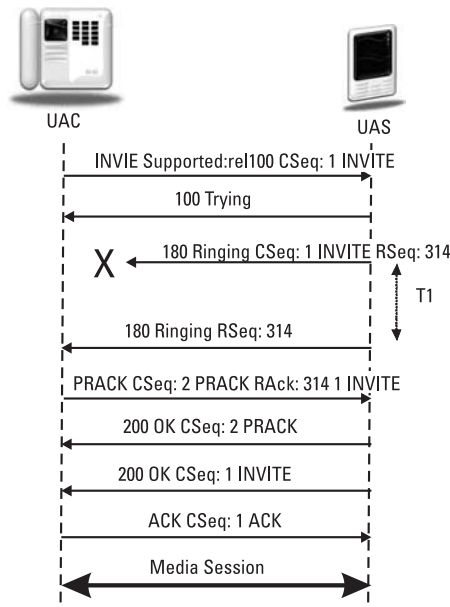 UAC
UAS
INVIE Supported:rel100 CSeq: 1 INVITE
100 Trying
X
180 Ringing CSeq: 1 INVITE RSeq: 314
T1
180 Ringing RSeq: 314
PRACK CSeq: 2 PRACK RAck: 314 1 INVITE
200 OK CSeq: 2 PRACK
200 OK CSeq: 1 INVITE
ACK CSeq: 1 ACK
Media Session